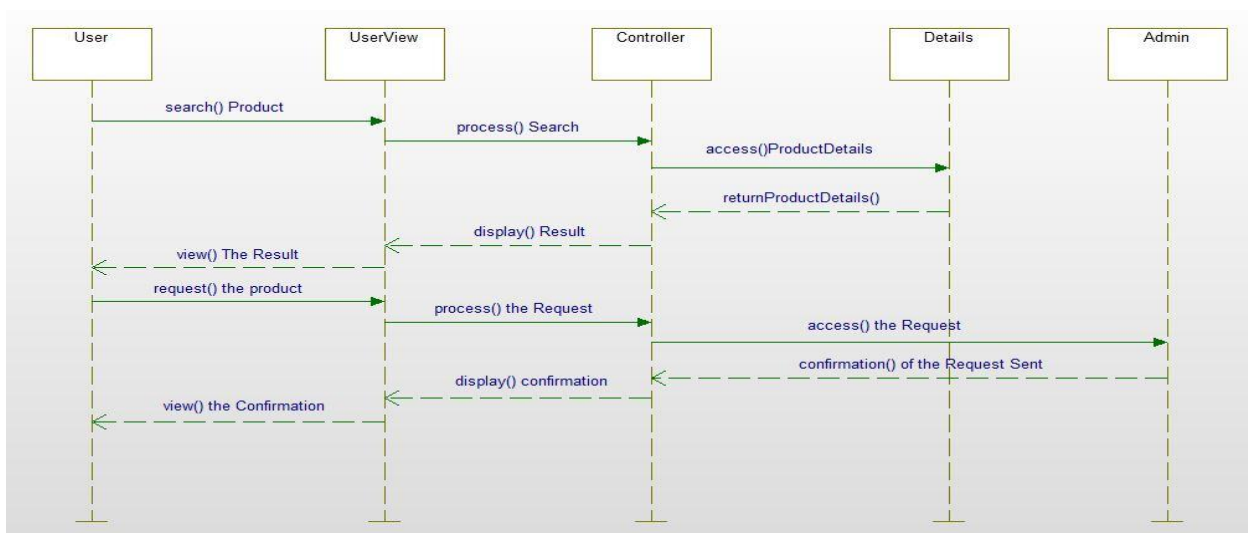 User
UserView
Controller
Details
Admin
search() Product
process() Search
access()ProductDetails
returnProductDetails()
display() Result
view() The Result
request() the product
process() the Request
access() the Request
confirmation() of the Request Sent
display() confirmation
view() the Confirmation